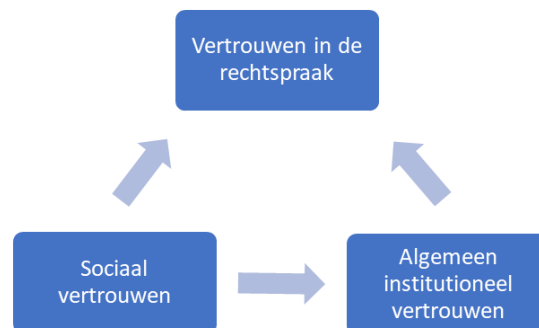 Vertrouwen in de
rechtspraak
Sociaal
vertrouwen
Algemeen
institutioneel
vertrouwen